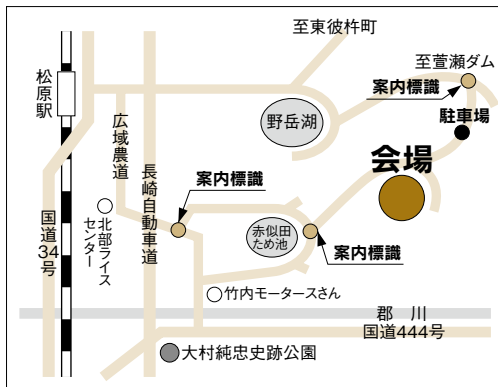 至東彼杵町
至萱瀬ダム
案内標識
駐車場
野岳湖
会場
松原駅
広域農道
長崎自動車道
案内標識
国道
34
号
北部ライス
センター
赤似田
ため池
案内標識
竹内モータースさん
郡 川
国道444号
大村純忠史跡公園